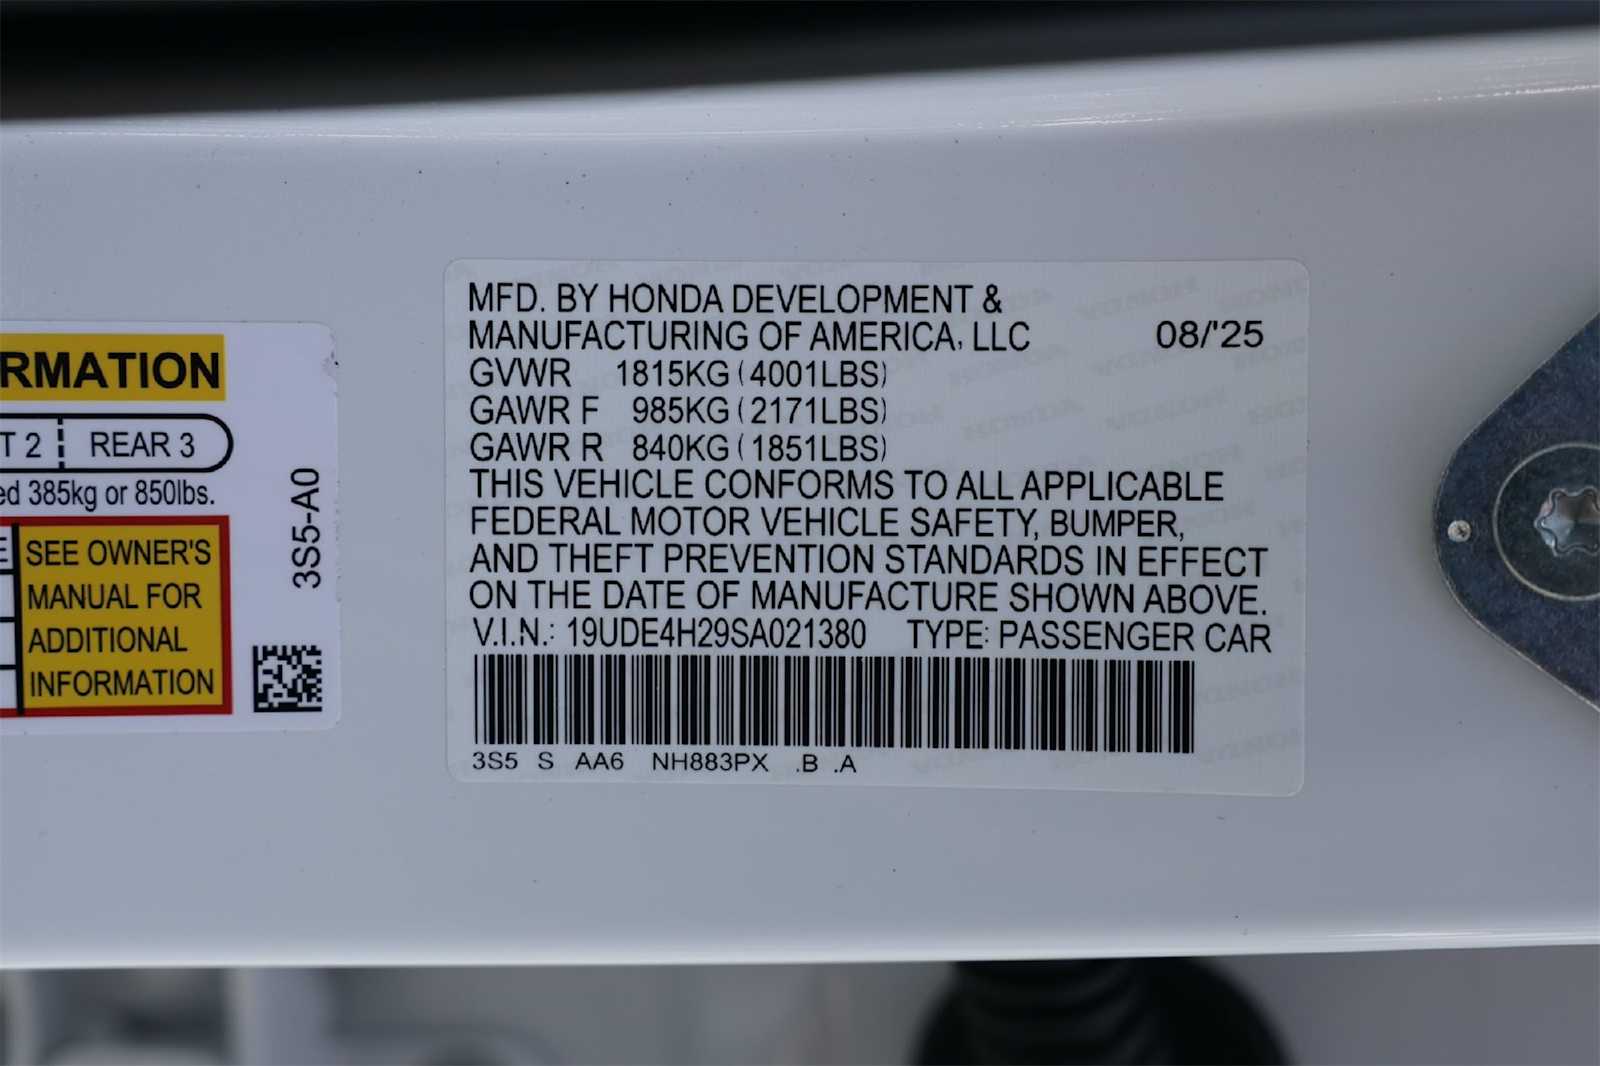 RMATION
T 2 REAR 3
ed 385kg or 850lbs.
E SEE OWNER'S
MANUAL FOR
ADDITIONAL
INFORMATION
3S5-A0
MFD. BY HONDA DEVELOPMENT &
MANUFACTURING OF AMERICA, LLC 08/'25
GVWR 1815KG (4001LBS)
GAWR F 985KG (2171LBS)
GAWR R 840KG (1851LBS)
THIS VEHICLE CONFORMS TO ALL APPLICABLE
FEDERAL MOTOR VEHICLE SAFETY, BUMPER,
AND THEFT PREVENTION STANDARDS IN EFFECT
ON THE DATE OF MANUFACTURE SHOWN ABOVE.
V.I.N.: 19UDE4H29SA021380 TYPE: PASSENGER CAR
3S5 S AA6 NH883PX .B .A